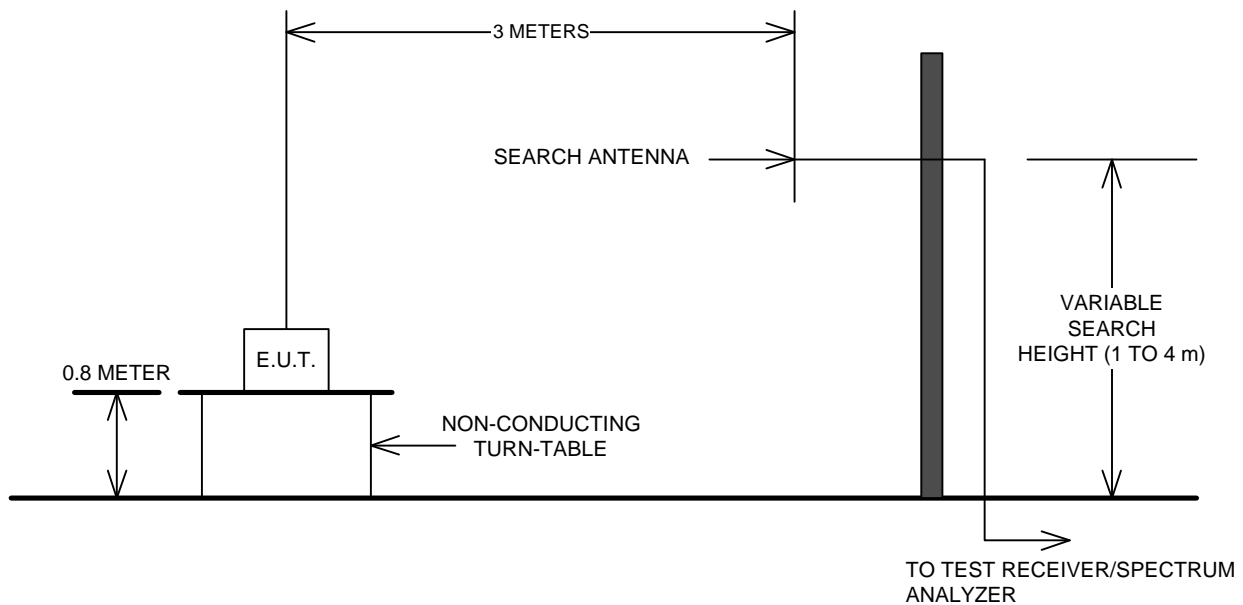 3 METERS
SEARCH ANTENNA
VARIABLE
SEARCH
HEIGHT (1 TO 4 m)
E.U.T.
0.8 METER
NON-CONDUCTING
TURN-TABLE
TO TEST RECEIVER/SPECTRUM
ANALYZER